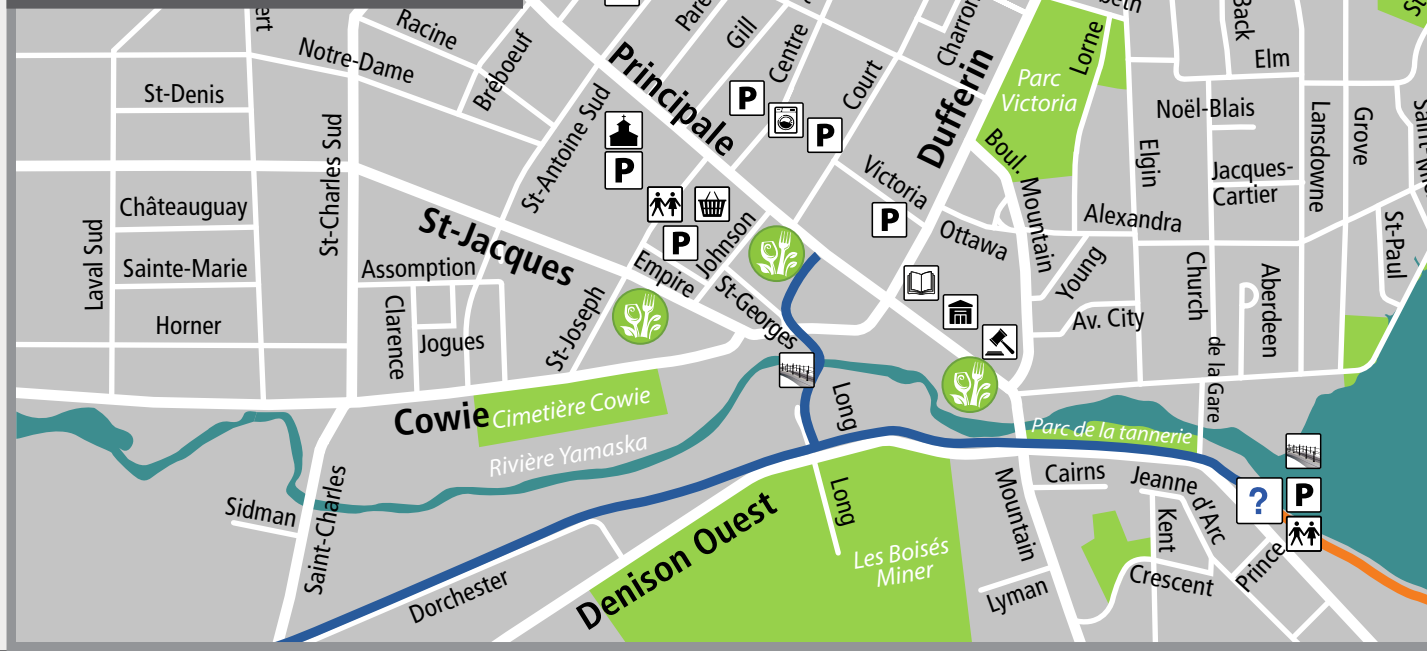 Racine
Notre-Dame
Bréboeuf
St-Denis
St-Charles Sud
St-Antoine Sud
Principale
Gill
Centre
Court
Charron
Dufferin
Parc
Victoria
Lorne
Back
Elm
Noël-Blais
Elgin
Jacques-
Cartier
Lansdowne
Grove
P
P
P
P
P
Victoria
Boul. Mountain
Ottawa
Alexandra
Young
Av. City
Church
Aberdeen
St-Paul
de la Gare
Châteauguay
Laval Sud
Sainte-Marie
Horner
St-Jacques
Assomption
Clarence
Jogues
St-Joseph
Empire
Johnson
St-Georges
Cowie
Cimetière Cowie
Rivière Yamaska
Long
Long
Parc de la tannerie
Sidman
Saint-Charles
Dorchester
Denison Ouest
Les Boisés
Miner
Mountain
Cairns
Jeanne d'Arc
Kent
Crescent
Prince
Lyman
?
P